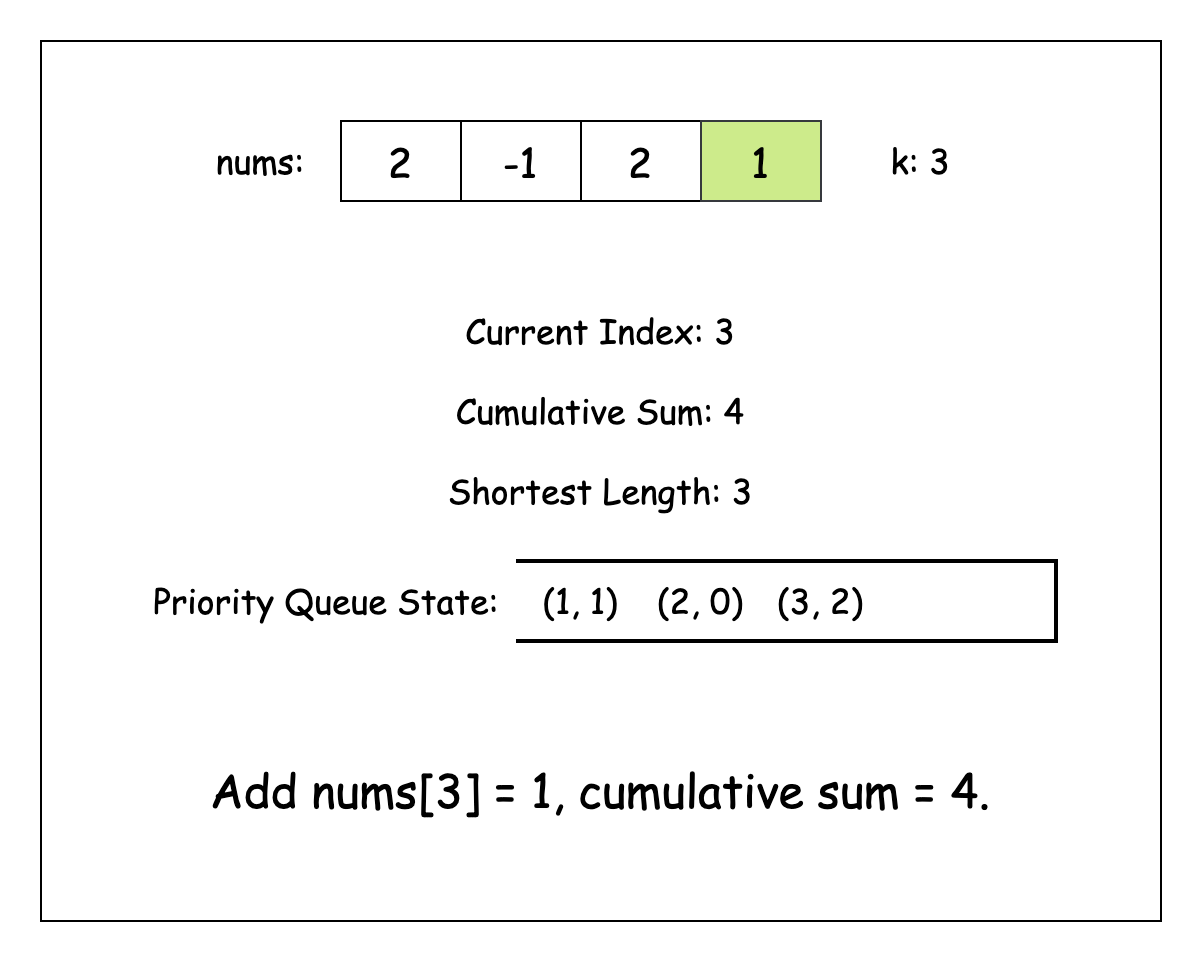 nums: 2 -1 2 1 k: 3
Current Index: 3
Cumulative Sum: 4
Shortest Length: 3
Priority Queue State: (1, 1) (2, 0) (3, 2)
Add nums[3] = 1, cumulative sum = 4.